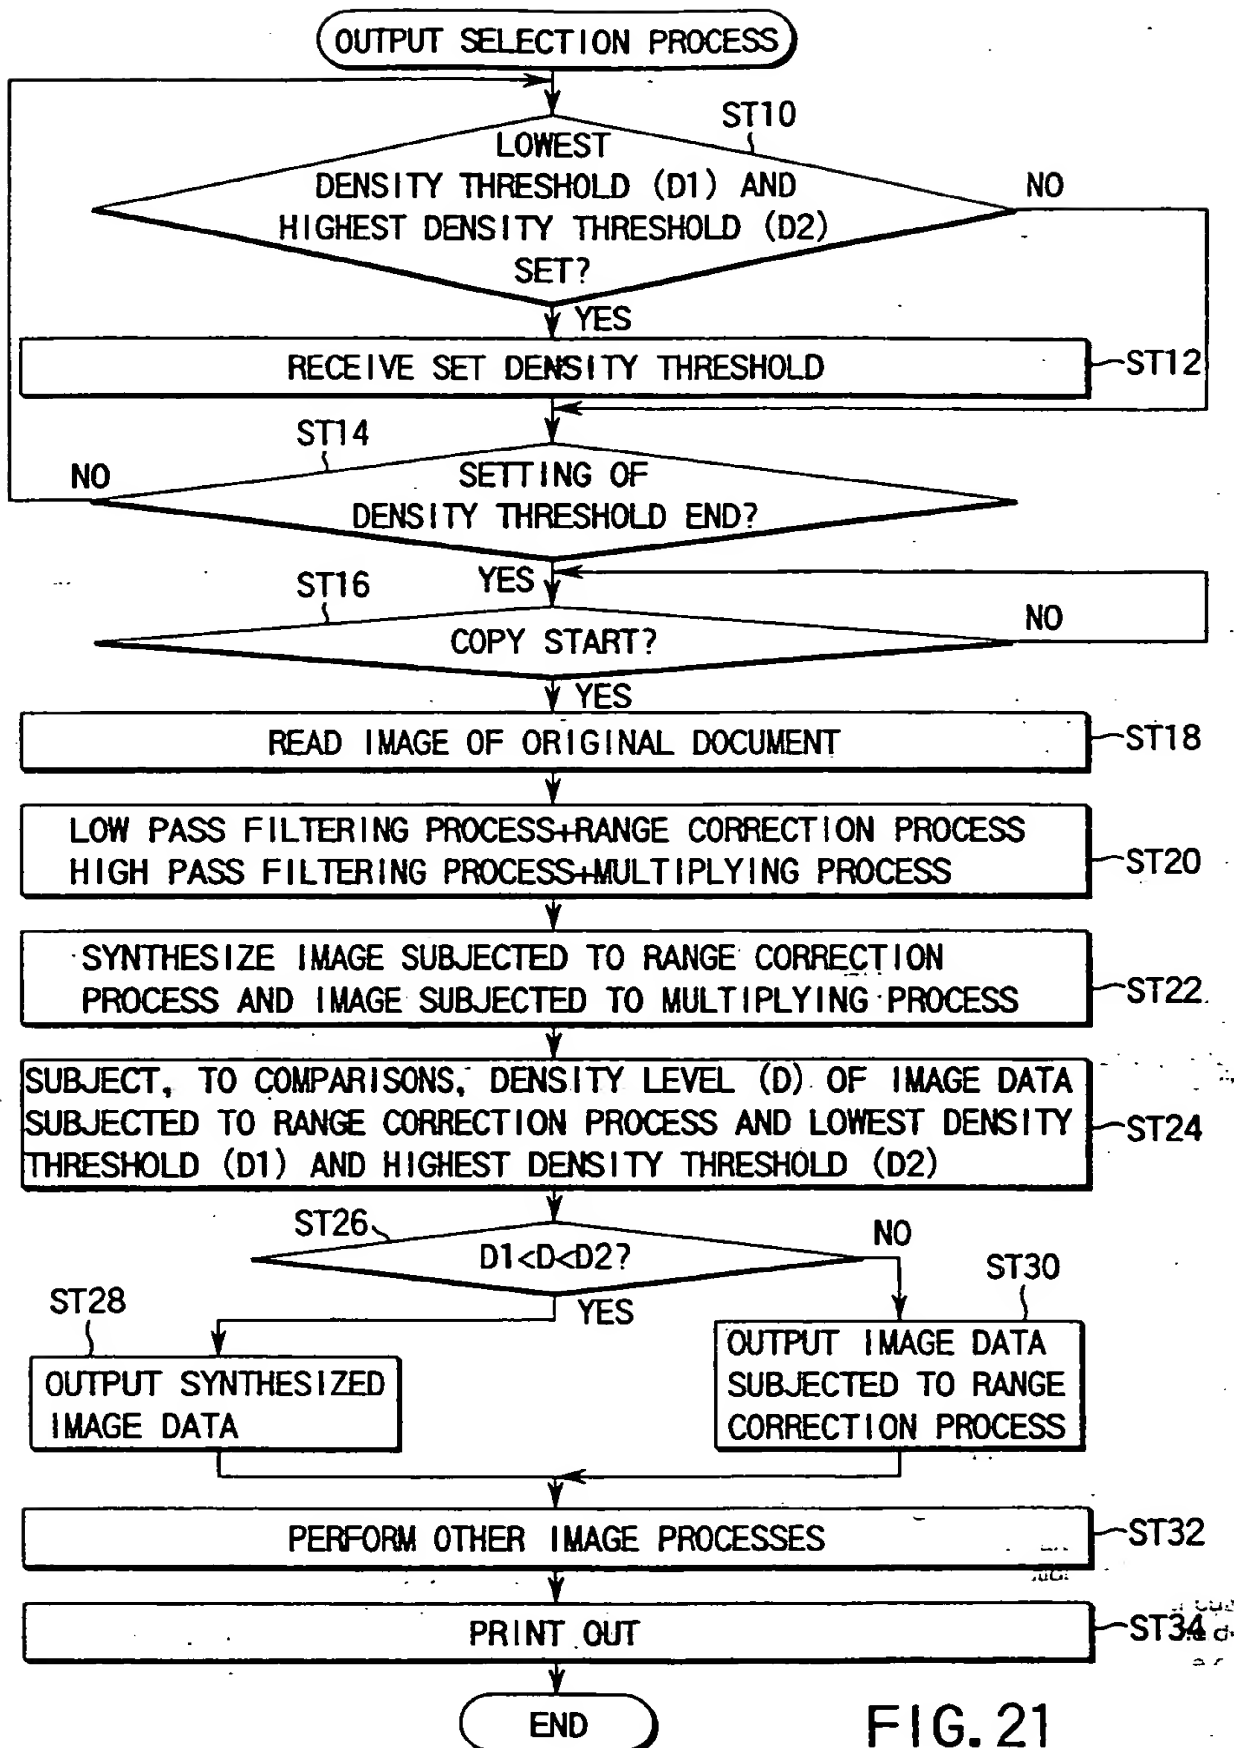 OUTPUT SELECTION PROCESS
ST10
LOWEST
DENSITY THRESHOLD (D1) AND
HIGHEST DENSITY THRESHOLD (D2)
SET?
NO
YES
RECEIVE SET DENSITY THRESHOLD
ST12
ST14
NO
SETTING OF
DENSITY THRESHOLD END?
YES
ST16
COPY START?
NO
YES
READ IMAGE OF ORIGINAL DOCUMENT
ST18
LOW PASS FILTERING PROCESS+RANGE CORRECTION PROCESS
HIGH PASS FILTERING PROCESS+MULTIPLYING PROCESS
ST20
SYNTHESIZE IMAGE SUBJECTED TO RANGE CORRECTION
PROCESS AND IMAGE SUBJECTED TO MULTIPLYING PROCESS
ST22
SUBJECT, TO COMPARISONS, DENSITY LEVEL (D) OF IMAGE DATA
SUBJECTED TO RANGE CORRECTION PROCESS AND LOWEST DENSITY
THRESHOLD (D1) AND HIGHEST DENSITY THRESHOLD (D2)
ST24
ST26
D1<D<D2?
NO
YES
ST28
OUTPUT SYNTHESIZED
IMAGE DATA
ST30
OUTPUT IMAGE DATA
SUBJECTED TO RANGE
CORRECTION PROCESS
PERFORM OTHER IMAGE PROCESSES
ST32
PRINT OUT
ST34
END
FIG. 21